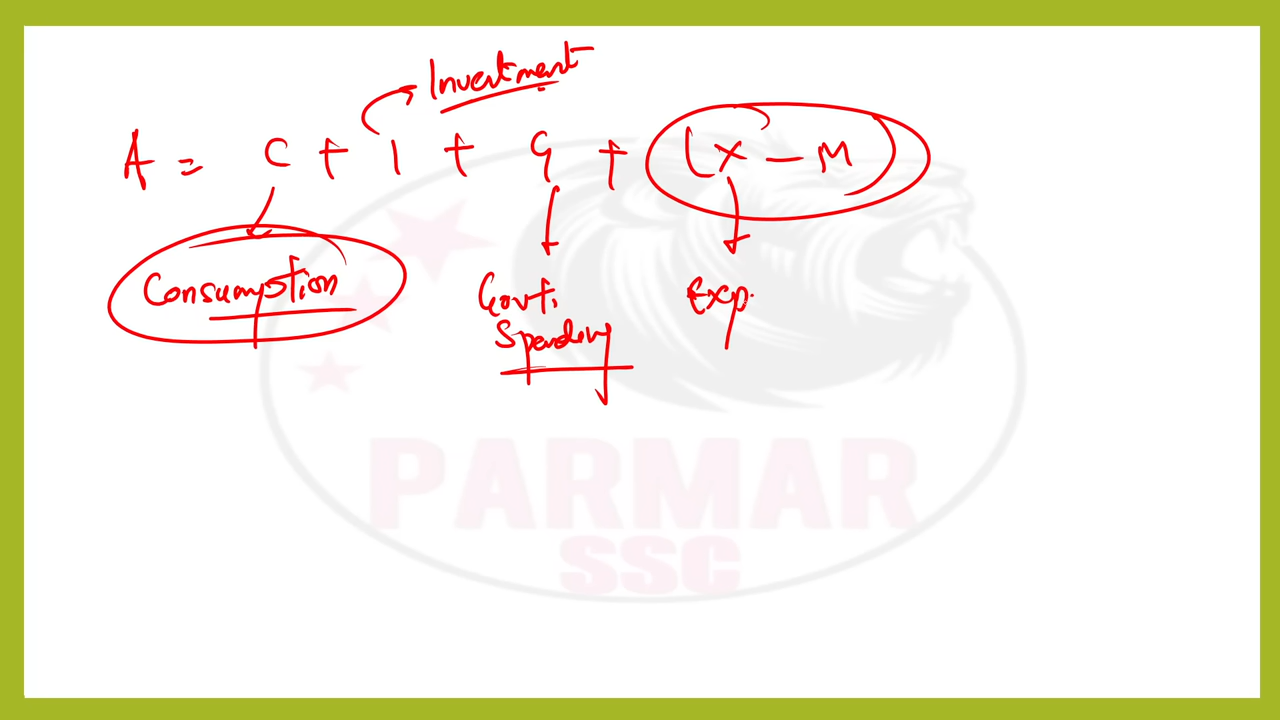 Investment
A = C + I + G + (X - M)
Consumption
Govt.
Spending
Exp.
PARMAR
SSC